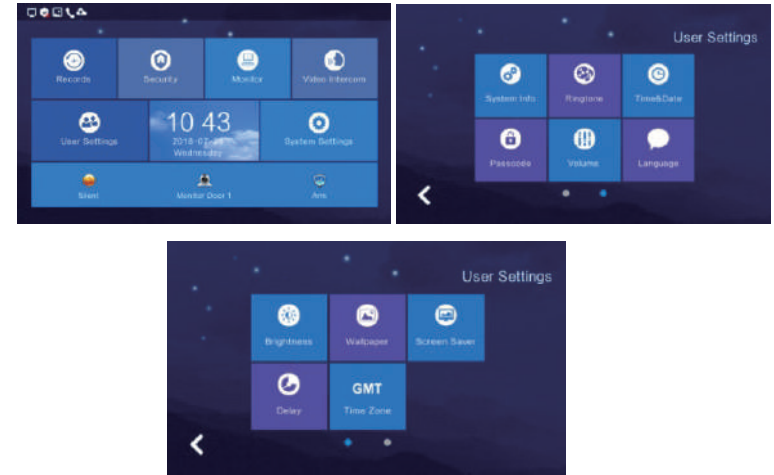 Records
Security
Monitor
Video Intercom
User Settings
10 43
Wednesday
System Settings
Silent
Monitor Door 1
Arm
User Settings
System Info
Ringtone
Time&Date
Passcode
Volume
Language
User Settings
Brightness
Wallpaper
Screen Saver
Delay
GMT
Time Zone